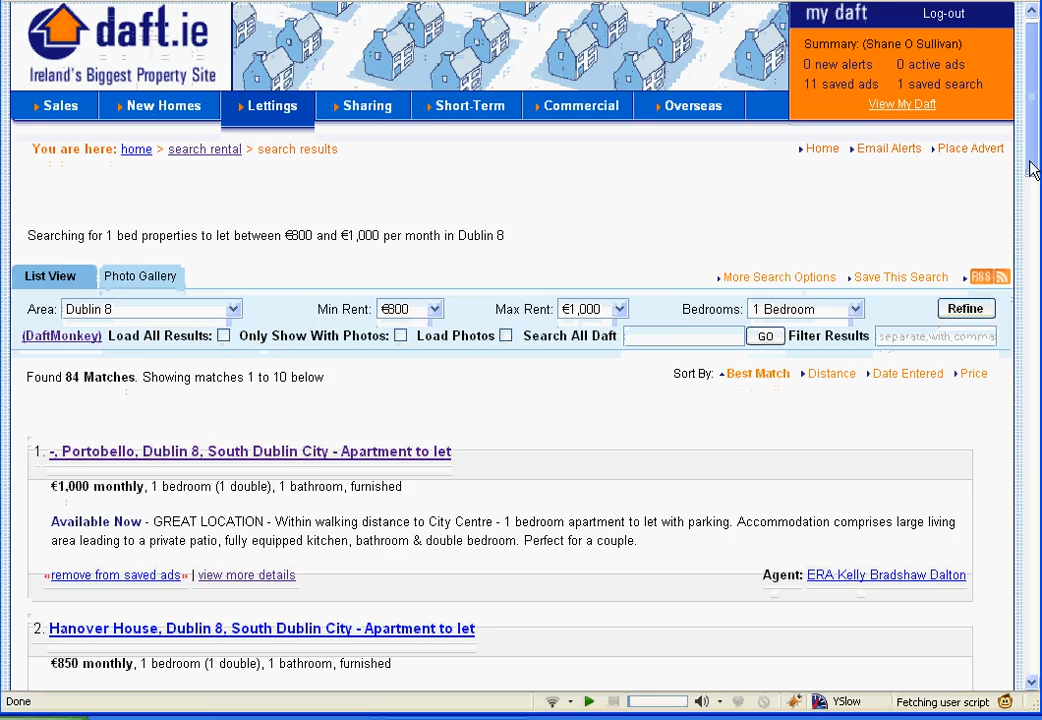 daft.ie
Ireland's Biggest Property Site
my daft
Log-out
Summary: (Shane O Sullivan)
0 new alerts 0 active ads
11 saved ads 1 saved search
View My Daft
Sales New Homes Lettings Sharing Short-Term Commercial Overseas
You are here: home > search rental > search results
Home Email Alerts Place Advert
Searching for 1 bed properties to let between €800 and €1,000 per month in Dublin 8
List View Photo Gallery
More Search Options Save This Search RSS
Area: Dublin 8 Min Rent: €800 Max Rent: €1,000 Bedrooms: 1 Bedroom Refine
(DaftMonkey) Load All Results: Only Show With Photos: Load Photos Search All Daft GO Filter Results separate,with,comma
Found 84 Matches. Showing matches 1 to 10 below
Sort By: Best Match Distance Date Entered Price
1. -, Portobello, Dublin 8, South Dublin City - Apartment to let
€1,000 monthly, 1 bedroom (1 double), 1 bathroom, furnished
Available Now - GREAT LOCATION - Within walking distance to City Centre - 1 bedroom apartment to let with parking. Accommodation comprises large living
area leading to a private patio, fully equipped kitchen, bathroom & double bedroom. Perfect for a couple.
«remove from saved ads» | view more details
Agent: ERA Kelly Bradshaw Dalton
2. Hanover House, Dublin 8, South Dublin City - Apartment to let
€850 monthly, 1 bedroom (1 double), 1 bathroom, furnished
Done
YSlow
Fetching user script